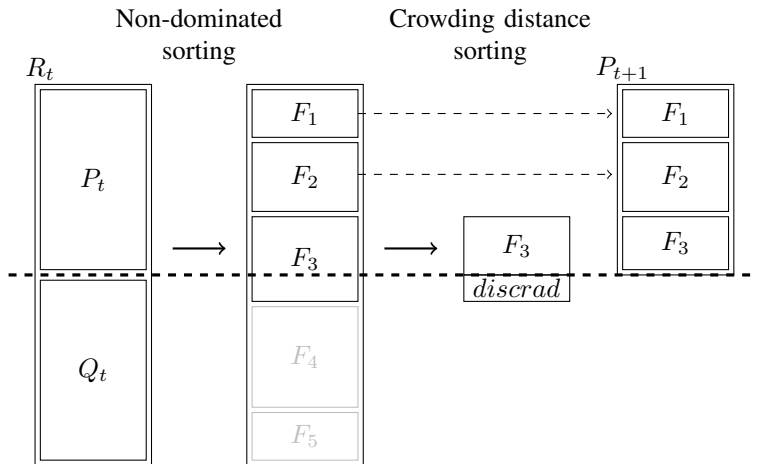 Non-dominated
sorting
Crowding distance
sorting
R_t
P_{t+1}
P_t
Q_t
F_1
F_2
F_3
F_4
F_5
F_3
discrad
F_1
F_2
F_3